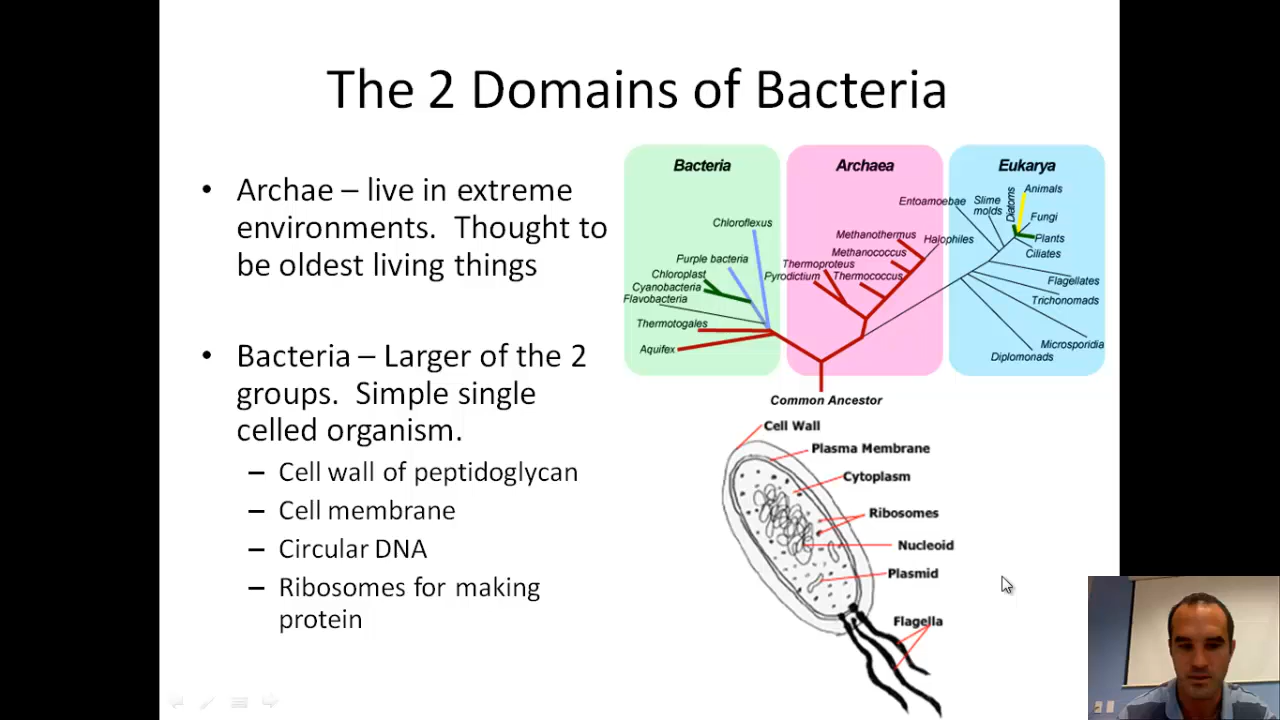 The 2 Domains of Bacteria
• Archae – live in extreme
environments. Thought to
be oldest living things
• Bacteria – Larger of the 2
groups. Simple single
celled organism.
– Cell wall of peptidoglycan
– Cell membrane
– Circular DNA
– Ribosomes for making
protein
Bacteria
Chloroflexus
Purple bacteria
Chloroplast
Cyanobacteria
Flavobacteria
Thermotogales
Aquifex
Archaea
Methanothermus
Methanococcus
Thermoproteus
Pyrodictium
Thermococcus
Halophiles
Eukarya
Entoamoebae
Slime
molds
Diatoms
Animals
Fungi
Plants
Ciliates
Flagellates
Trichonomads
Microsporidia
Diplomonads
Common Ancestor
Cell Wall
Plasma Membrane
Cytoplasm
Ribosomes
Nucleoid
Plasmid
Flagella